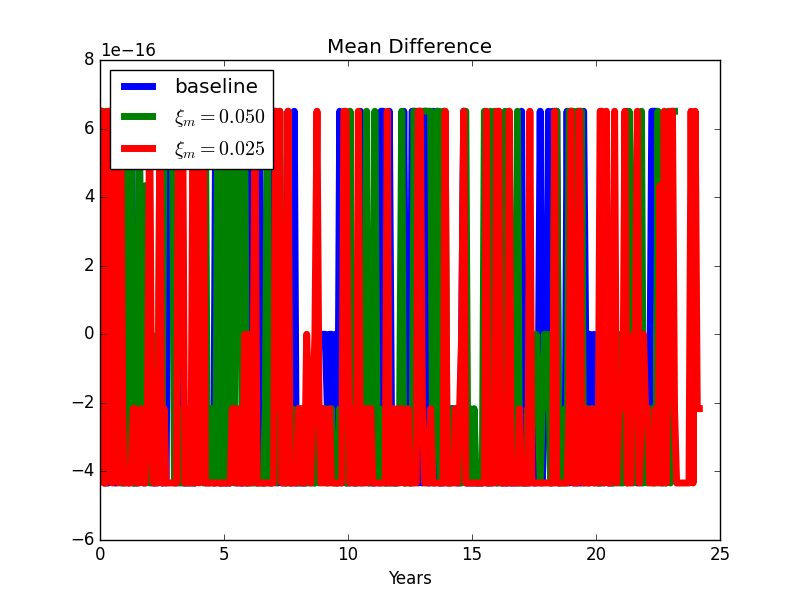 Mean Difference
1e−16
8
6
4
2
0
−2
−4
−6
baseline
ξm = 0.050
ξm = 0.025
0 5 10 15 20 25
Years